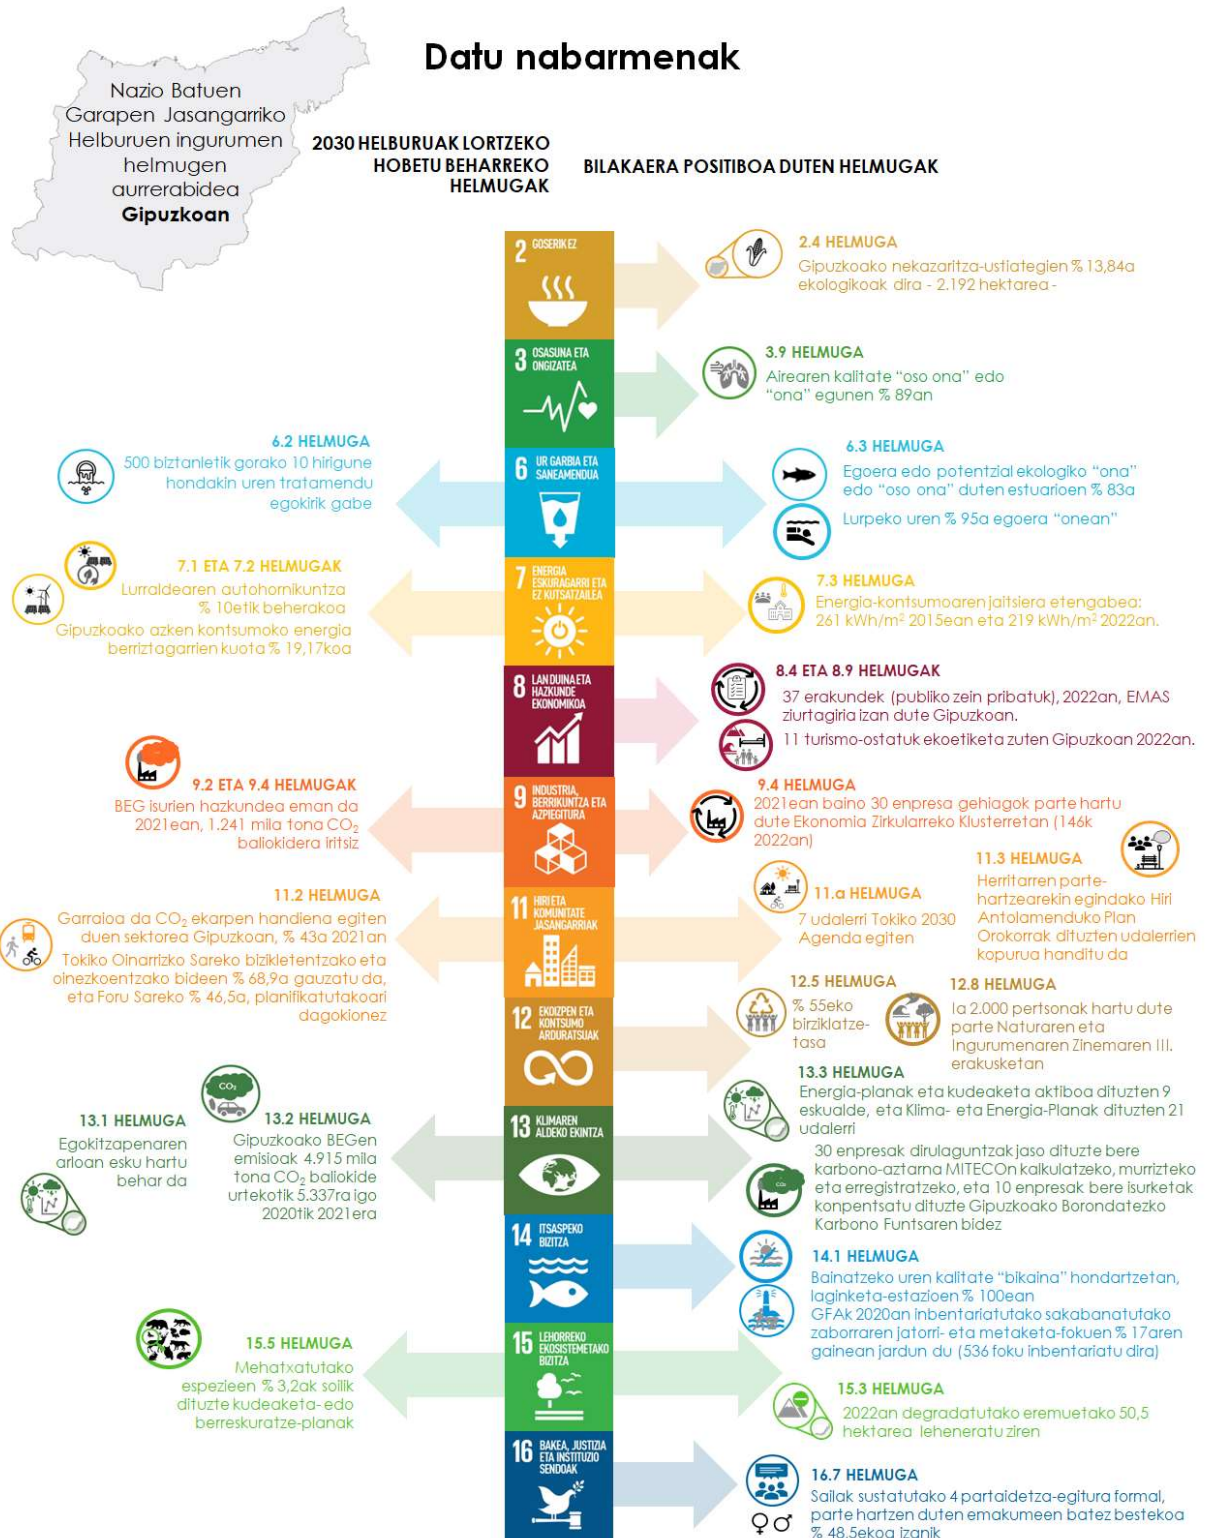 Datu nabarmenak
Nazio Batuen
Garapen Jasangarriko
Helburuen ingurumen
helmugen
aurrerabidea
Gipuzkoan
2030 HELBURUAK LORTZEKO
HOBETU BEHARREKO
HELMUGAK
BILAKAERA POSITIBOA DUTEN HELMUGAK
2 GOSERIK EZ
2.4 HELMUGA
Gipuzkoako nekazaritza-ustiategien % 13,84a
ekologikoak dira - 2.192 hektarea -
3 OSASUNA ETA
ONGIZATEA
3.9 HELMUGA
Airearen kalitate “oso ona” edo
“ona” egunen % 89an
6.2 HELMUGA
500 biztanletik gorako 10 hirigune
hondakin uren tratamendu
egokirik gabe
6 UR GARBIA ETA
SANEAMENDUA
6.3 HELMUGA
Egoera edo potentzial ekologiko “ona”
edo “oso ona” duten estuarioen % 83a
Lurpeko uren % 95a egoera “onean”
7.1 ETA 7.2 HELMUGAK
Lurraldearen autohornikuntza
% 10etik beherakoa
Gipuzkoako azken kontsumoko energia
berriztagarrien kuota % 19,17koa
7 ENERGIA
ESKURAGARRI ETA
EZ KUTSATZAILEA
7.3 HELMUGA
Energia-kontsumoaren jaitsiera etengabea:
261 kWh/m² 2015ean eta 219 kWh/m² 2022an.
8 LAN DUINA ETA
HAZKUNDE
EKONOMIKOA
8.4 ETA 8.9 HELMUGAK
37 erakundek (publiko zein pribatuk), 2022an, EMAS
ziurtagiria izan dute Gipuzkoan.
11 turismo-ostatuk ekoetiketa zuten Gipuzkoan 2022an.
9.2 ETA 9.4 HELMUGAK
BEG isurien hazkundea eman da
2021ean, 1.241 mila tona CO₂
baliokidera iritsiz
9 INDUSTRIA,
BERRIKUNTZA ETA
AZPIEGITURA
9.4 HELMUGA
2021ean baino 30 enpresa gehiagok parte hartu
dute Ekonomia Zirkularreko Klusterretan (146k
2022an)
11.2 HELMUGA
Garraioa da CO₂ ekarpen handiena egiten
duen sektorea Gipuzkoan, % 43a 2021an
Tokiko Oinarrizko Sareko bizikletentzako eta
oinezkoentzako bideen % 68,9a gauzatu da,
eta Foru Sareko % 46,5a, planifikatutakoari
dagokionez
11 HIRI ETA
KOMUNITATE
JASANGARRIAK
11.a HELMUGA
7 udalerri Tokiko 2030
Agenda egiten
11.3 HELMUGA
Herritarren parte-
hartzearekin egindako Hiri
Antolamenduko Plan
Orokorrak dituzten udalerrien
kopurua handitu da
12 EKOIZPEN ETA
KONTSUMO
ARDURATSUAK
12.5 HELMUGA
% 55eko
birziklatze-
tasa
12.8 HELMUGA
Ia 2.000 pertsonak hartu dute
parte Naturaren eta
Ingurumenaren Zinemaren III.
erakusketan
13.1 HELMUGA
Egokitzapenaren
arloan esku hartu
behar da
CO₂
13.2 HELMUGA
Gipuzkoako BEGen
emisioak 4.915 mila
tona CO₂ baliokide
urtekotik 5.337ra igo
2020tik 2021era
13 KLIMAREN
ALDEKO EKINTZA
13.3 HELMUGA
Energia-planak eta kudeaketa aktiboa dituzten 9
eskualde, eta Klima- eta Energia-Planak dituzten 21
udalerri
CO₂
30 enpresak dirulaguntzak jaso dituzte bere
karbono-aztarna MITECOn kalkulatzeko, murrizteko
eta erregistratzeko, eta 10 enpresak bere isurketak
konpentsatu dituzte Gipuzkoako Borondatezko
Karbono Funtsaren bidez
14 ITSASPEKO
BIZITZA
14.1 HELMUGA
Bainatzeko uren kalitate “bikaina” hondartzetan,
laginketa-estazioen % 100ean
GFAk 2020an inbentariatutako sakabanatutako
zaborraren jatorri- eta metaketa-fokuen % 17aren
gainean jardun du (536 foku inbentariatu dira)
15.5 HELMUGA
Mehatxatutako
espezieen % 3,2ak soilik
dituzte kudeaketa- edo
berreskuratze-planak
15 LEHORREKO
EKOSISTEMETAKO
BIZITZA
15.3 HELMUGA
2022an degradatutako eremuetako 50,5
hektarea leheneratu ziren
16 BAKEA, JUSTIZIA
ETA INSTITUZIO
SENDOAK
16.7 HELMUGA
Sailak sustatutako 4 partaidetza-egitura formal,
parte hartzen duten emakumeen batez bestekoa
% 48,5ekoa izanik